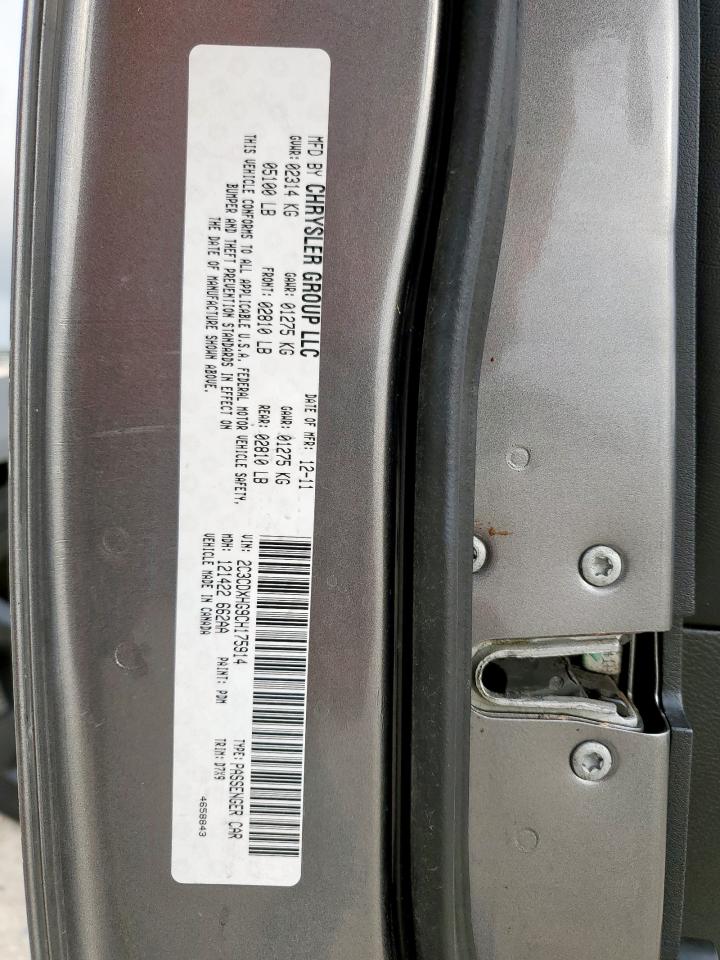 MFD BY CHRYSLER GROUP LLC
DATE OF MFR: 12-11
GVWR: 02314 KG GAWR: 01275 KG GAWR: 01275 KG
05100 LB FRONT: 02810 LB REAR: 02810 LB
THIS VEHICLE CONFORMS TO ALL APPLICABLE U.S.A. FEDERAL MOTOR VEHICLE SAFETY,
BUMPER AND THEFT PREVENTION STANDARDS IN EFFECT ON
THE DATE OF MANUFACTURE SHOWN ABOVE.
VIN: 2C3CDXHG9CH175914 TYPE: PASSENGER CAR
MDH: 121422 662AA PAINT: PDM TRIM: D7X9
VEHICLE MADE IN CANADA
4658843